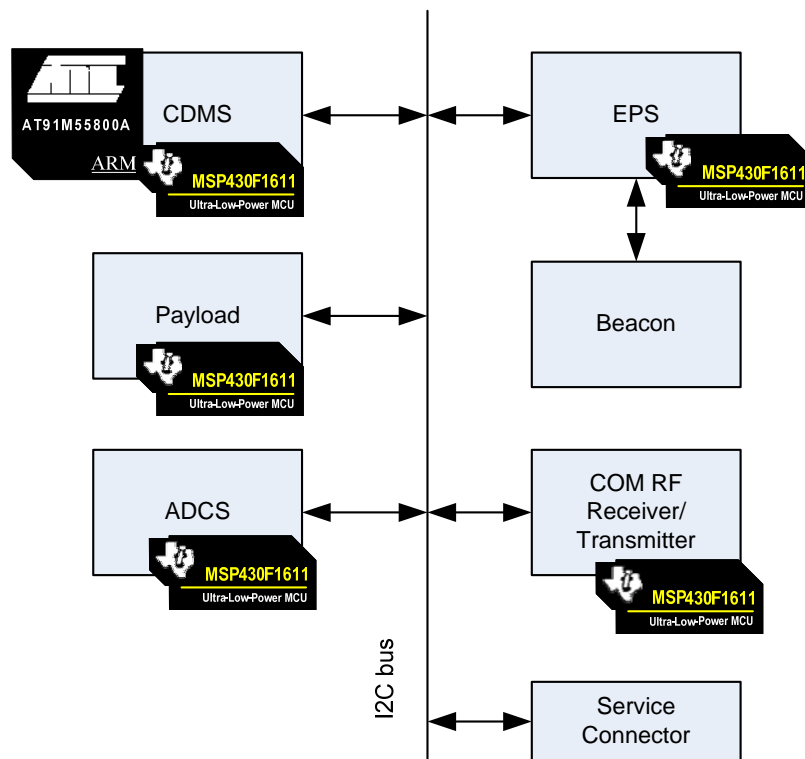 AT91M55800A
ARM
CDMS
MSP430F1611
Ultra-Low-Power MCU
EPS
MSP430F1611
Ultra-Low-Power MCU
Payload
MSP430F1611
Ultra-Low-Power MCU
Beacon
ADCS
MSP430F1611
Ultra-Low-Power MCU
COM RF
Receiver/
Transmitter
MSP430F1611
Ultra-Low-Power MCU
I2C bus
Service
Connector